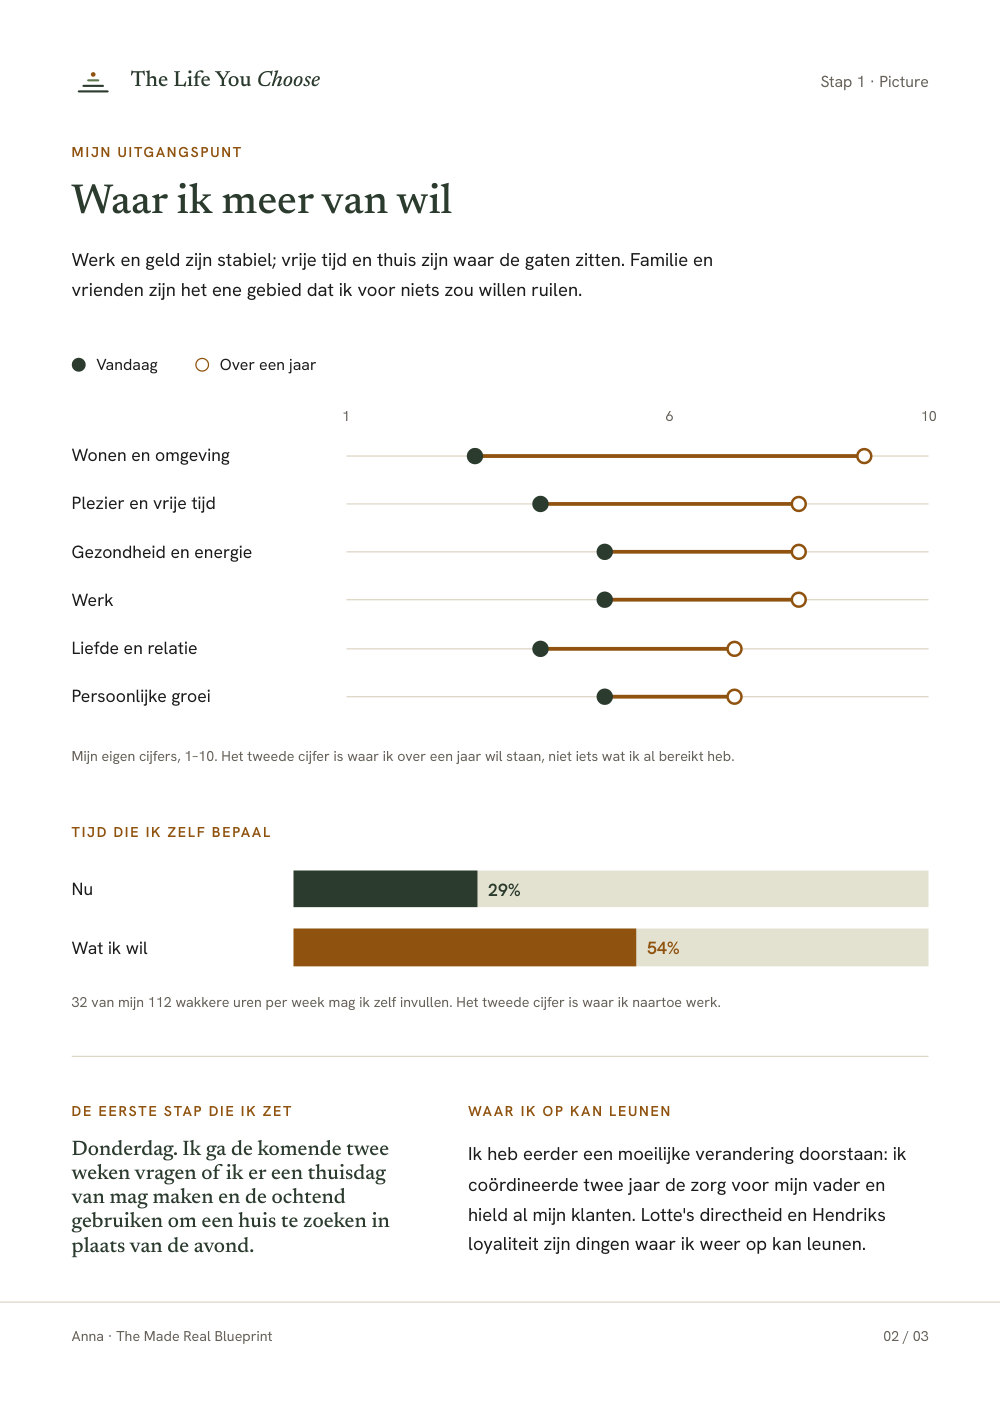 The Life You Choose
Stap 1 · Picture
MIJN UITGANGSPUNT
Waar ik meer van wil
Werk en geld zijn stabiel; vrije tijd en thuis zijn waar de gaten zitten. Familie en
vrienden zijn het ene gebied dat ik voor niets zou willen ruilen.
Vandaag
Over een jaar
1 6 10
Wonen en omgeving
Plezier en vrije tijd
Gezondheid en energie
Werk
Liefde en relatie
Persoonlijke groei
Mijn eigen cijfers, 1–10. Het tweede cijfer is waar ik over een jaar wil staan, niet iets wat ik al bereikt heb.
TIJD DIE IK ZELF BEPAAL
Nu 29%
Wat ik wil 54%
32 van mijn 112 wakkere uren per week mag ik zelf invullen. Het tweede cijfer is waar ik naartoe werk.
DE EERSTE STAP DIE IK ZET
Donderdag. Ik ga de komende twee
weken vragen of ik er een thuisdag
van mag maken en de ochtend
gebruiken om een huis te zoeken in
plaats van de avond.
WAAR IK OP KAN LEUNEN
Ik heb eerder een moeilijke verandering doorstaan: ik
coördineerde twee jaar de zorg voor mijn vader en
hield al mijn klanten. Lotte's directheid en Hendriks
loyaliteit zijn dingen waar ik weer op kan leunen.
Anna · The Made Real Blueprint
02 / 03